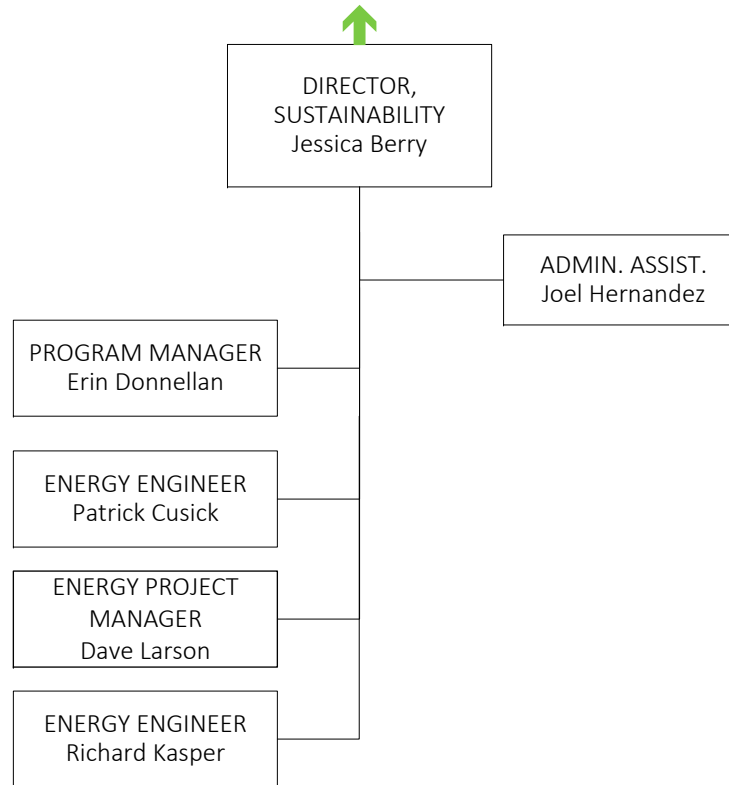 DIRECTOR,
SUSTAINABILITY
Jessica Berry
ADMIN. ASSIST.
Joel Hernandez
PROGRAM MANAGER
Erin Donnellan
ENERGY ENGINEER
Patrick Cusick
ENERGY PROJECT
MANAGER
Dave Larson
ENERGY ENGINEER
Richard Kasper